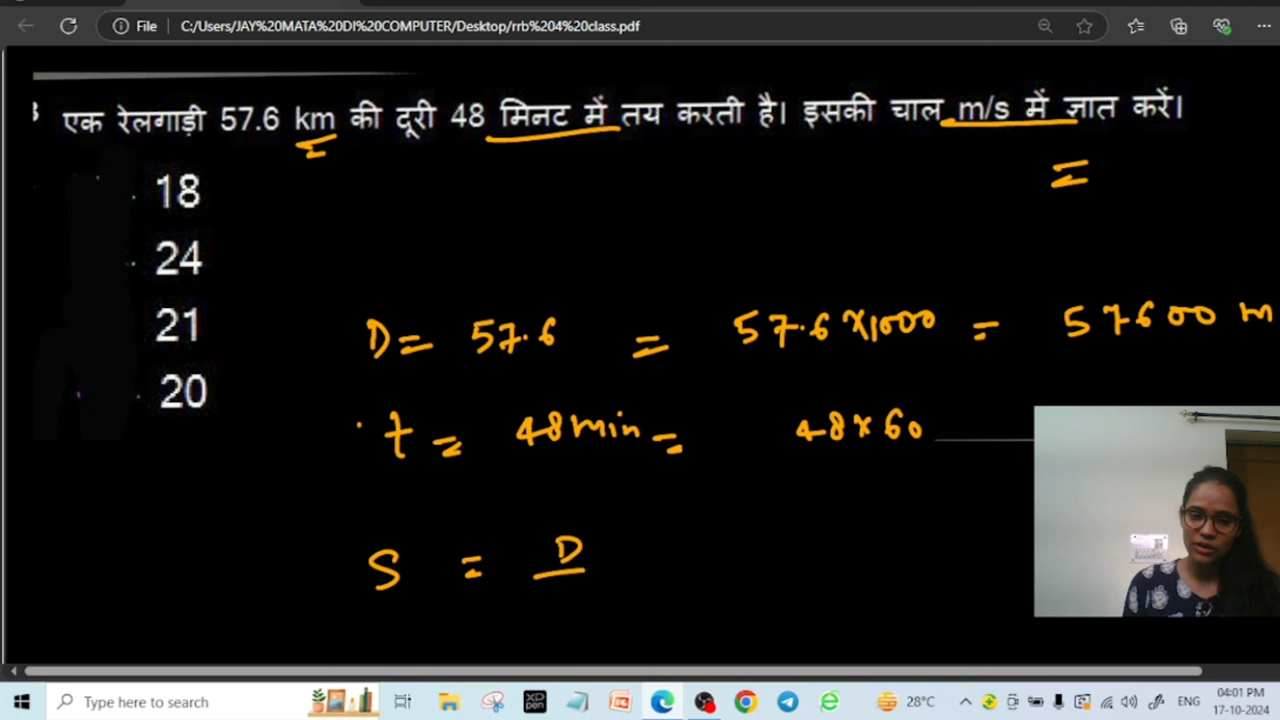 File C:/Users/JAY%20MATA%20DI%20COMPUTER/Desktop/rrb%204%20class.pdf
एक रेलगाड़ी 57.6 km की दूरी 48 मिनट में तय करती है। इसकी चाल m/s में ज्ञात करें।
18
24
21
20
D = 57.6 = 57.6×1000 = 57600 m
t = 48min = 48×60
S = D
Type here to search
28°C
ENG
04:01 PM
17-10-2024